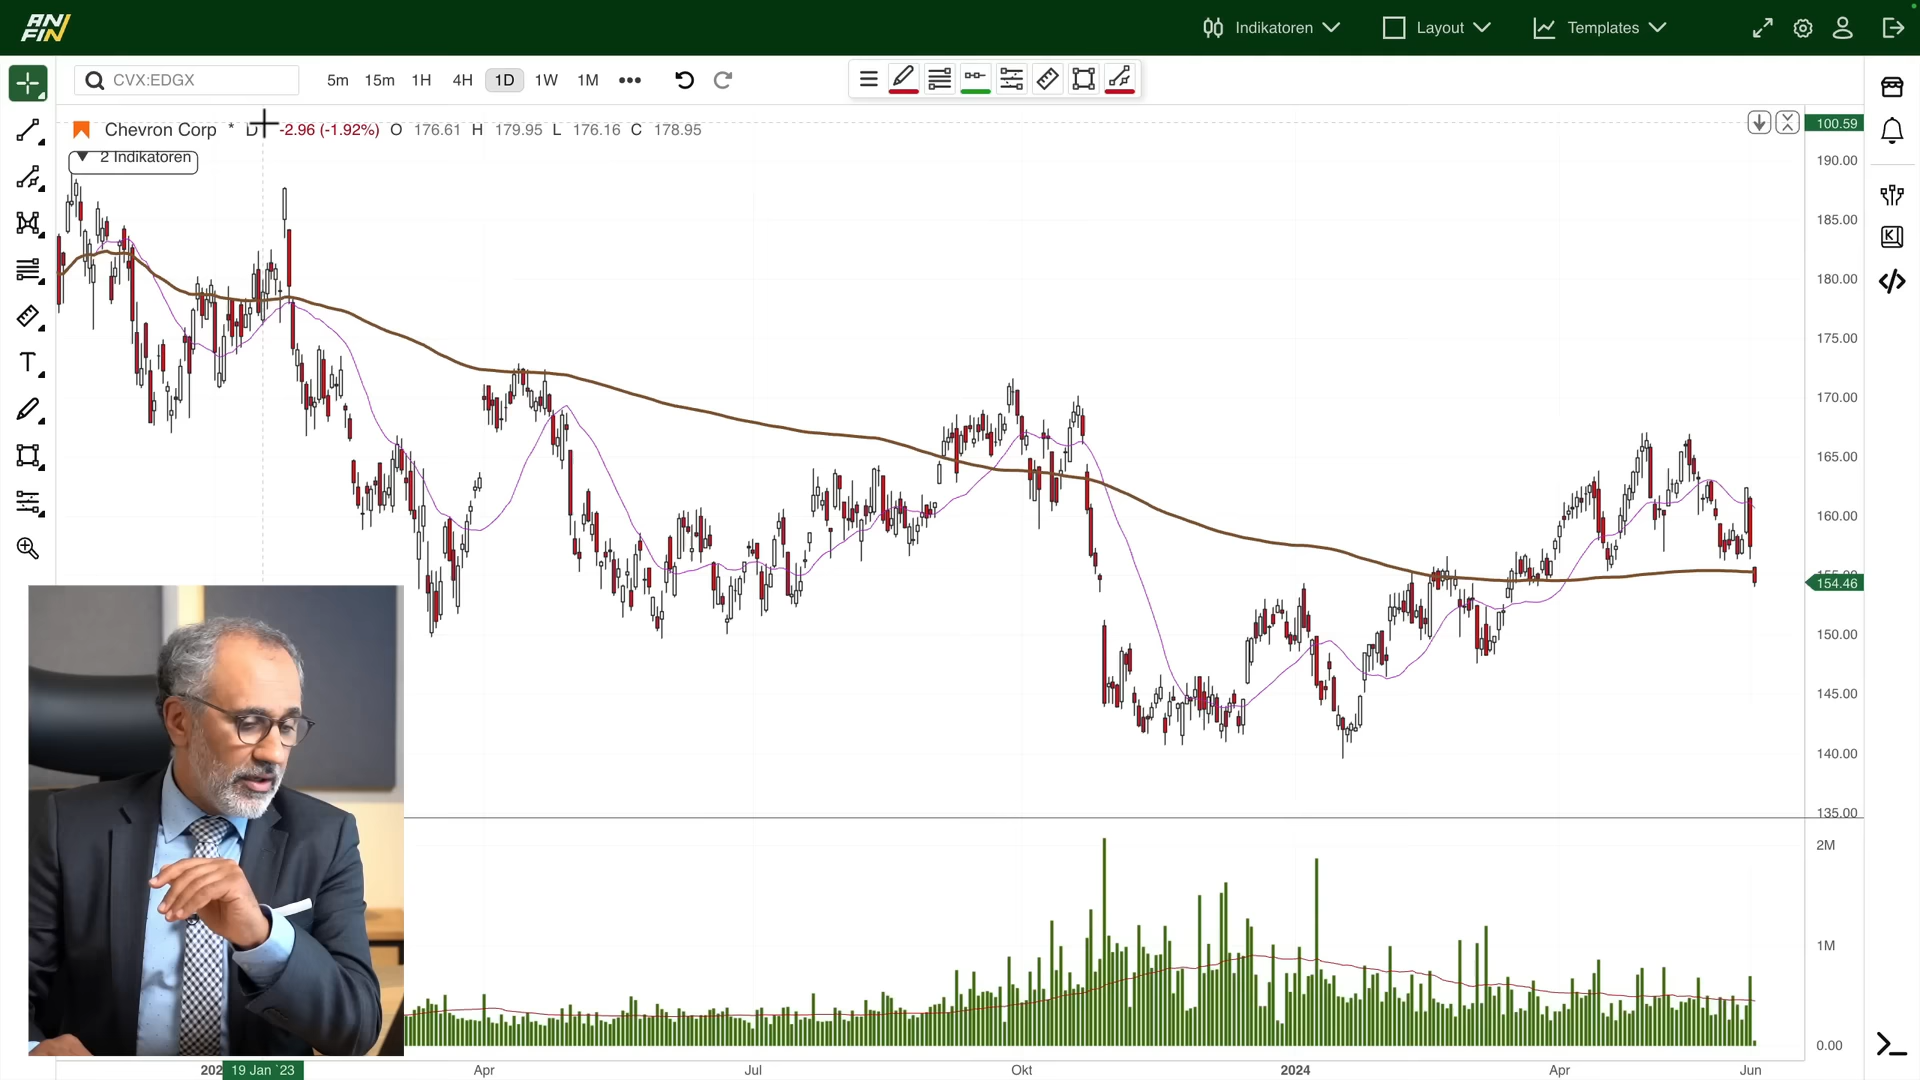 ANFIN
Indikatoren
Layout
Templates
CVX:EDGX
5m 15m 1H 4H 1D 1W 1M
Chevron Corp * D -2.96 (-1.92%) O 176.61 H 179.95 L 176.16 C 178.95
2 Indikatoren
100.59
190.00
185.00
180.00
175.00
170.00
165.00
160.00
154.46
150.00
145.00
140.00
135.00
2M
1M
0.00
202 19 Jan `23 Apr Jul Okt 2024 Apr Jun
T
K